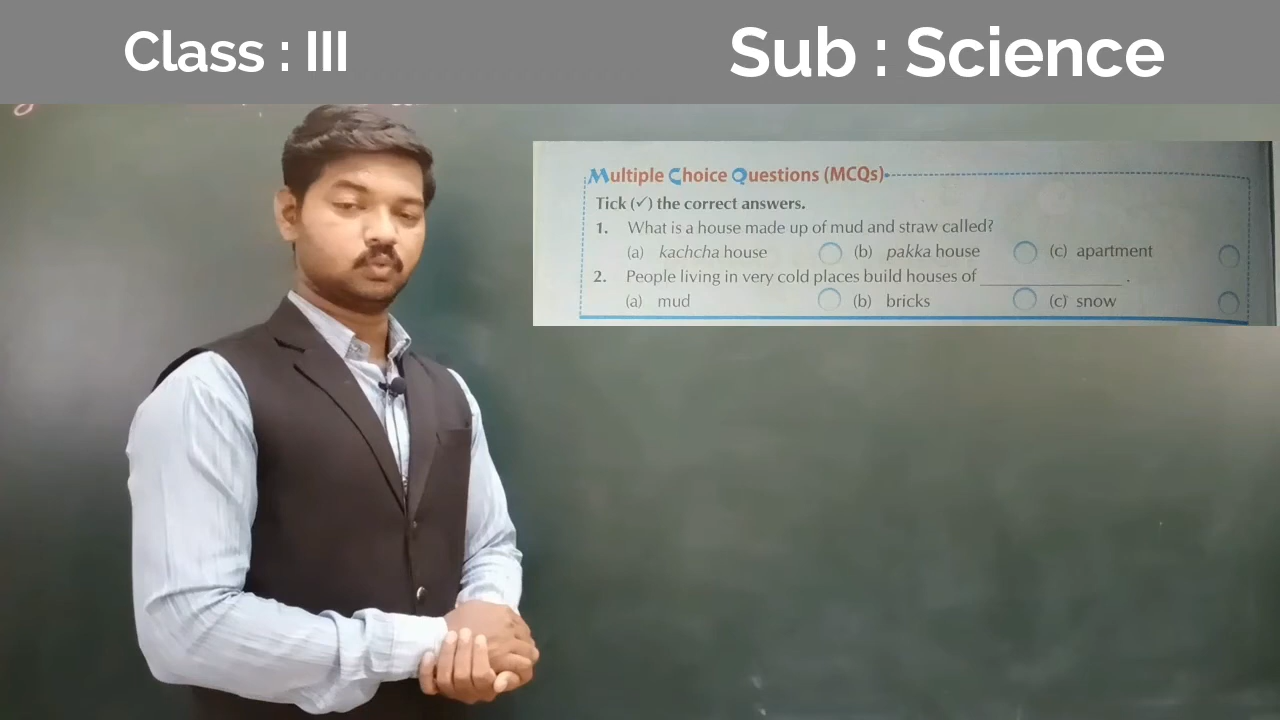 Class : III
Sub : Science
Multiple Choice Questions (MCQs)
Tick (✓) the correct answers.
1. What is a house made up of mud and straw called?
(a) kachcha house (b) pakka house (c) apartment
2. People living in very cold places build houses of ____________ .
(a) mud (b) bricks (c) snow